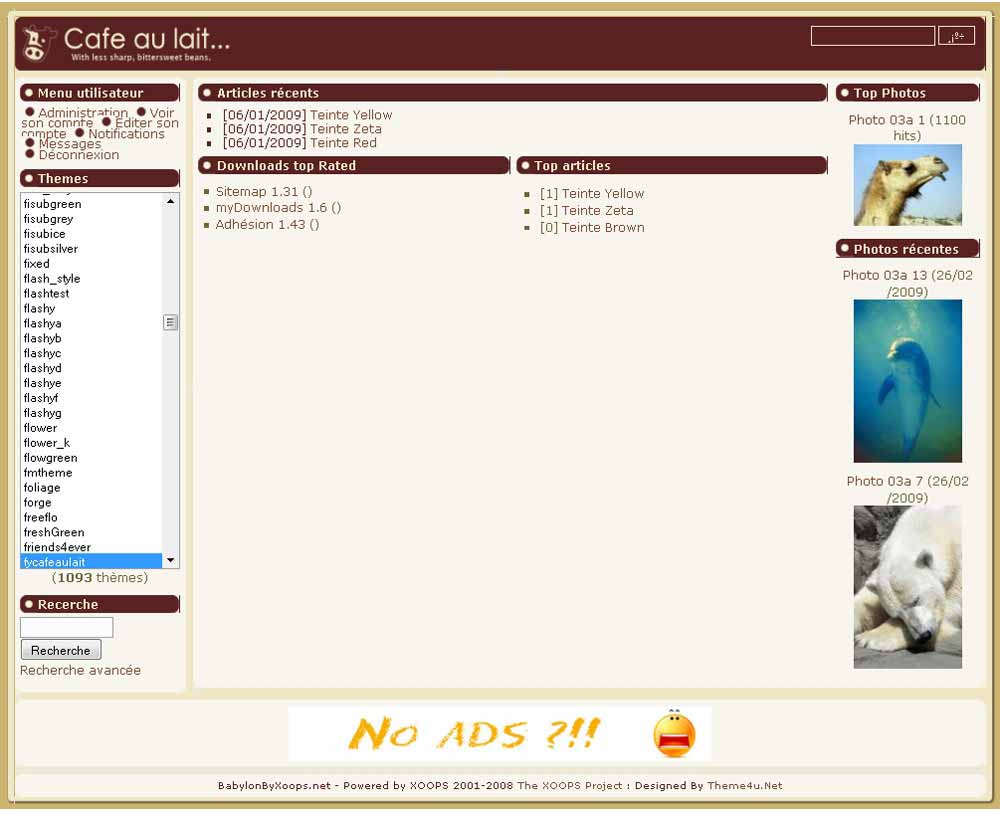 Cafe au lait...
With less sharp, bittersweet beans.
Menu utilisateur
Administration Voir
son compte Editer son
compte Notifications
Messages
Déconnexion
Themes
fisubgreen
fisubgrey
fisubice
fisubsilver
fixed
flash_style
flashtest
flashy
flashya
flashyb
flashyc
flashyd
flashye
flashyf
flashyg
flower
flower_k
flowgreen
fmtheme
foliage
forge
freeflo
freshGreen
friends4ever
fycafeaulait
(1093 thèmes)
Recerche
Recherche
Recherche avancée
Articles récents
[06/01/2009] Teinte Yellow
[06/01/2009] Teinte Zeta
[06/01/2009] Teinte Red
Downloads top Rated
Sitemap 1.31 ()
myDownloads 1.6 ()
Adhésion 1.43 ()
Top articles
[1] Teinte Yellow
[1] Teinte Zeta
[0] Teinte Brown
Top Photos
Photo 03a 1 (1100
hits)
Photos récentes
Photo 03a 13 (26/02
/2009)
Photo 03a 7 (26/02
/2009)
No ADS ?!!
BabylonByXoops.net - Powered by XOOPS 2001-2008 The XOOPS Project : Designed By Theme4u.Net